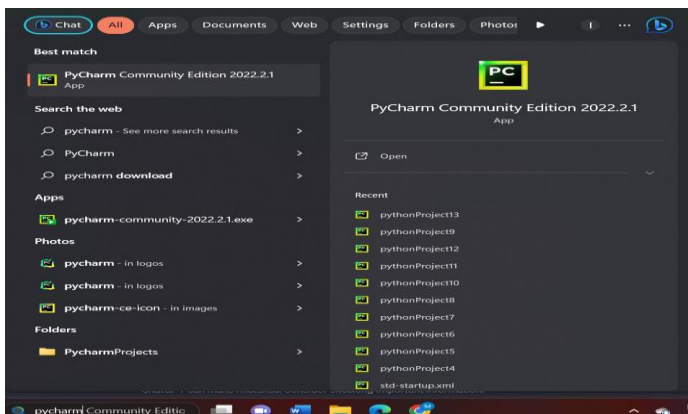 Chat All Apps Documents Web Settings Folders Photos I ...
Best match
PyCharm Community Edition 2022.2.1
App
Search the web
pycharm - See more search results
PyCharm
pycharm download
Apps
pycharm-community-2022.2.1.exe
Photos
pycharm - in logos
pycharm - in logos
pycharm-ce-icon - in images
Folders
PycharmProjects
PC
PyCharm Community Edition 2022.2.1
App
Open
Recent
pythonProject13
pythonProject9
pythonProject12
pythonProject11
pythonProject10
pythonProject8
pythonProject7
pythonProject6
pythonProject5
pythonProject4
std-startup.xml
pycharm Community Editic